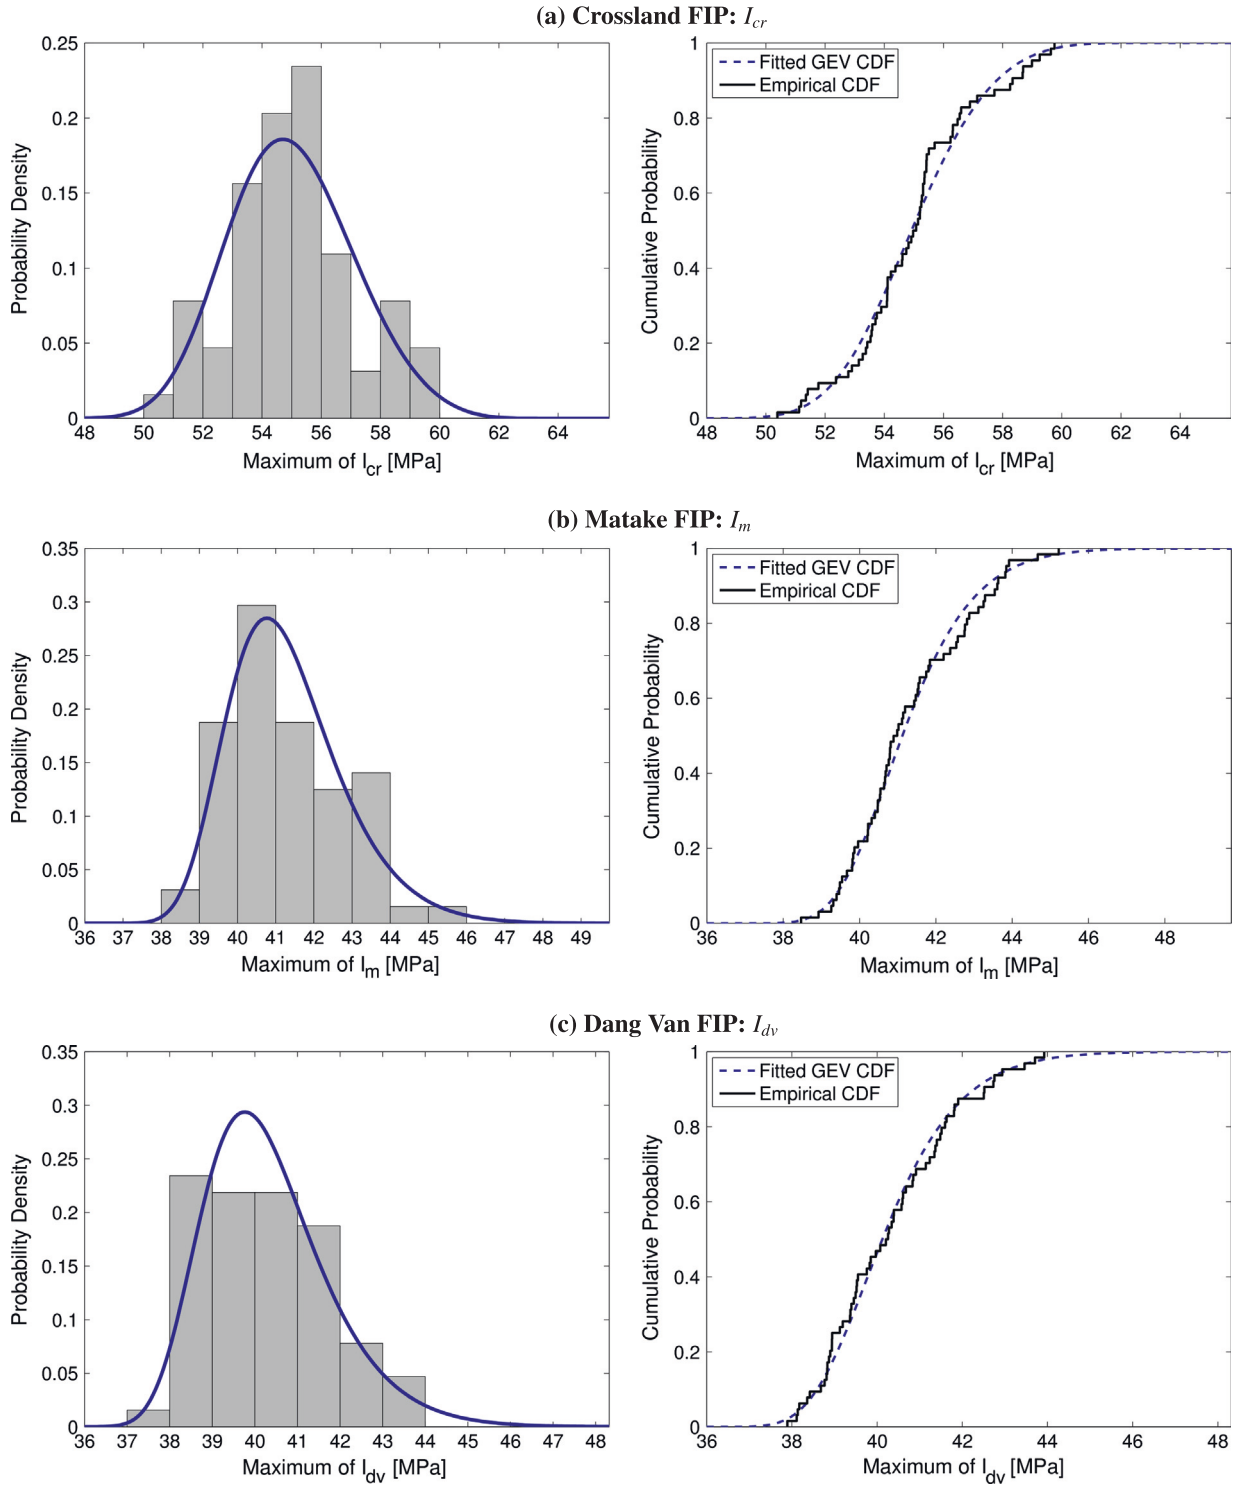 (a) Crossland FIP: Icr
0.25
0.2
0.15
0.1
0.05
0
Probability Density
48 50 52 54 56 58 60 62 64
Maximum of Icr [MPa]
1
0.8
0.6
0.4
0.2
0
Cumulative Probability
Fitted GEV CDF
Empirical CDF
48 50 52 54 56 58 60 62 64
Maximum of Icr [MPa]
(b) Matake FIP: Im
0.35
0.3
0.25
0.2
0.15
0.1
0.05
0
Probability Density
36 37 38 39 40 41 42 43 44 45 46 47 48 49
Maximum of Im [MPa]
1
0.8
0.6
0.4
0.2
0
Cumulative Probability
Fitted GEV CDF
Empirical CDF
36 38 40 42 44 46 48
Maximum of Im [MPa]
(c) Dang Van FIP: Idv
0.35
0.3
0.25
0.2
0.15
0.1
0.05
0
Probability Density
36 37 38 39 40 41 42 43 44 45 46 47 48
Maximum of Idv [MPa]
1
0.8
0.6
0.4
0.2
0
Cumulative Probability
Fitted GEV CDF
Empirical CDF
36 38 40 42 44 46 48
Maximum of Idv [MPa]